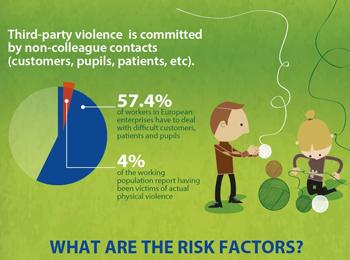 Third-party violence is committed
by non-colleague contacts
(customers, pupils, patients, etc).
57.4%
of workers in European
enterprises have to deal
with difficult customers,
patients and pupils
4%
of the working
population report having
been victims of actual
physical violence
WHAT ARE THE RISK FACTORS?